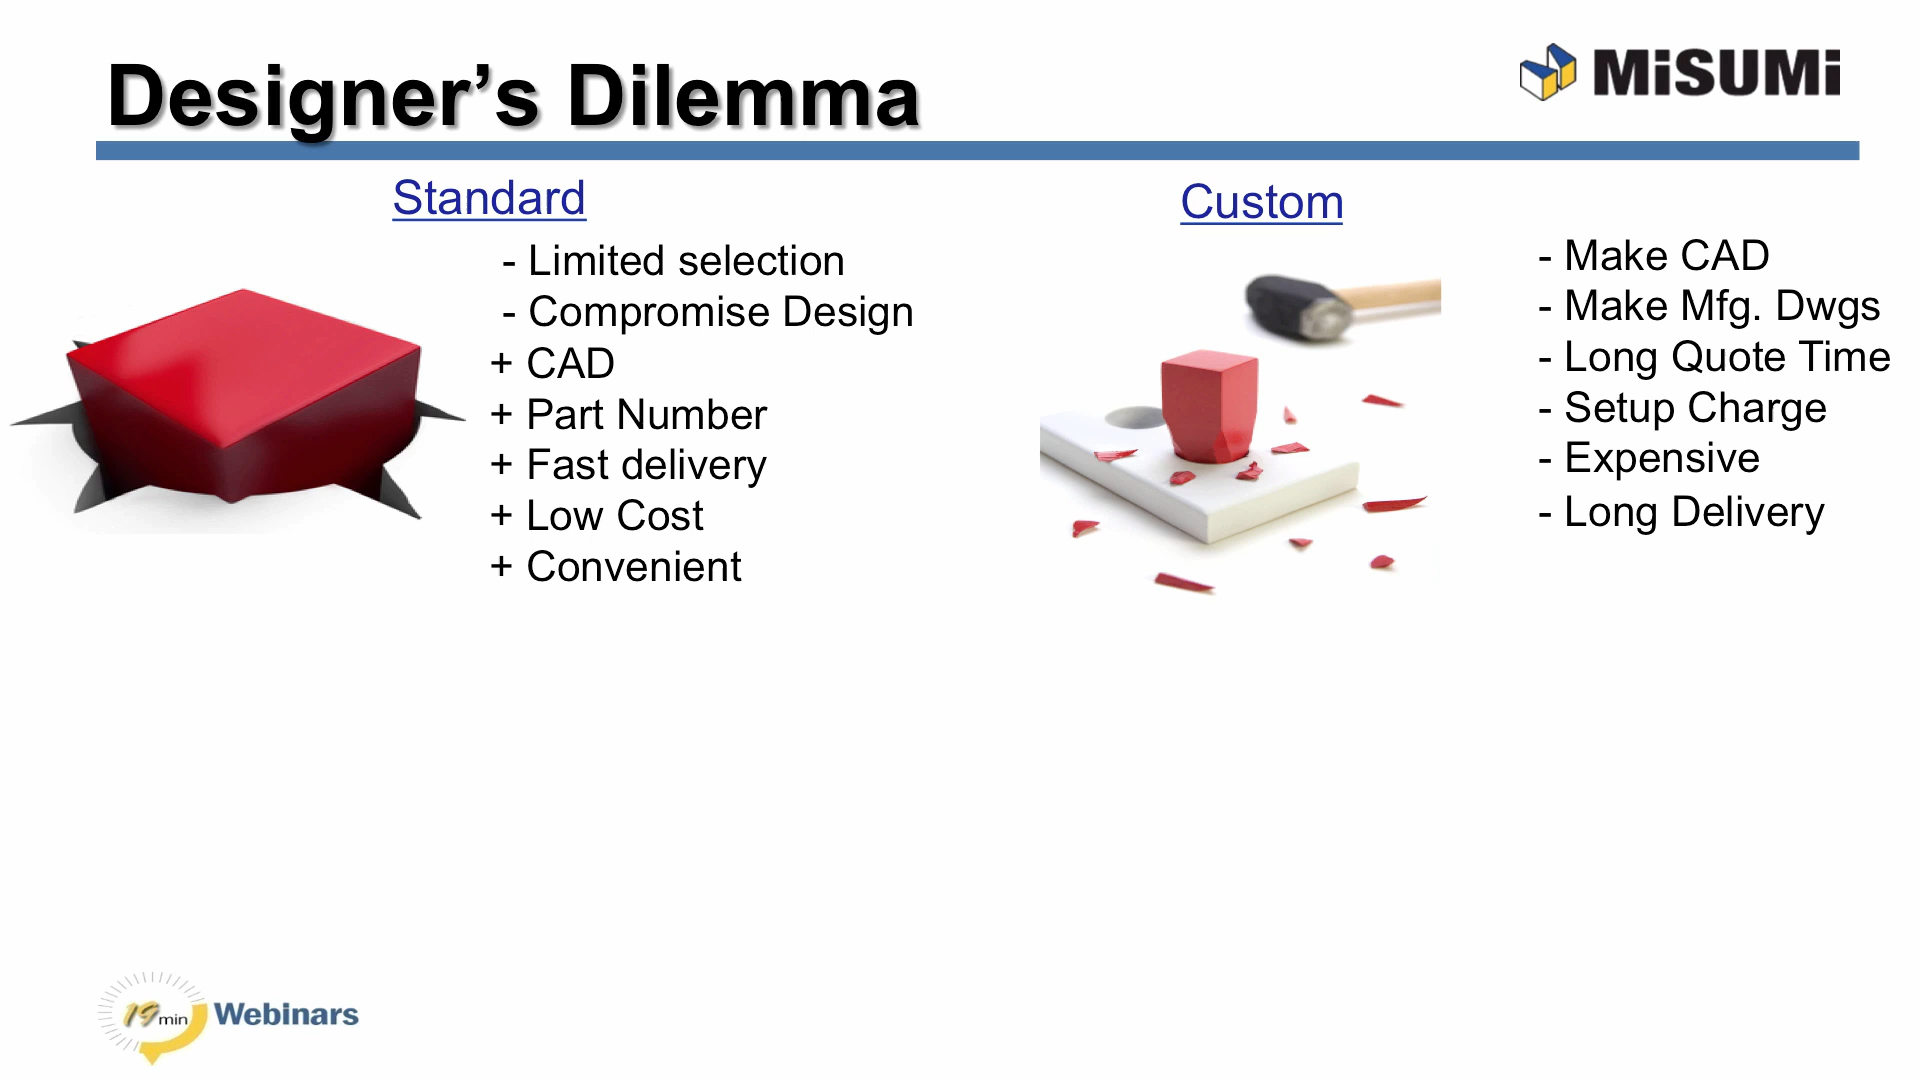 Designer’s Dilemma
MiSUMi
Standard
- Limited selection
- Compromise Design
+ CAD
+ Part Number
+ Fast delivery
+ Low Cost
+ Convenient
Custom
- Make CAD
- Make Mfg. Dwgs
- Long Quote Time
- Setup Charge
- Expensive
- Long Delivery
19 min Webinars